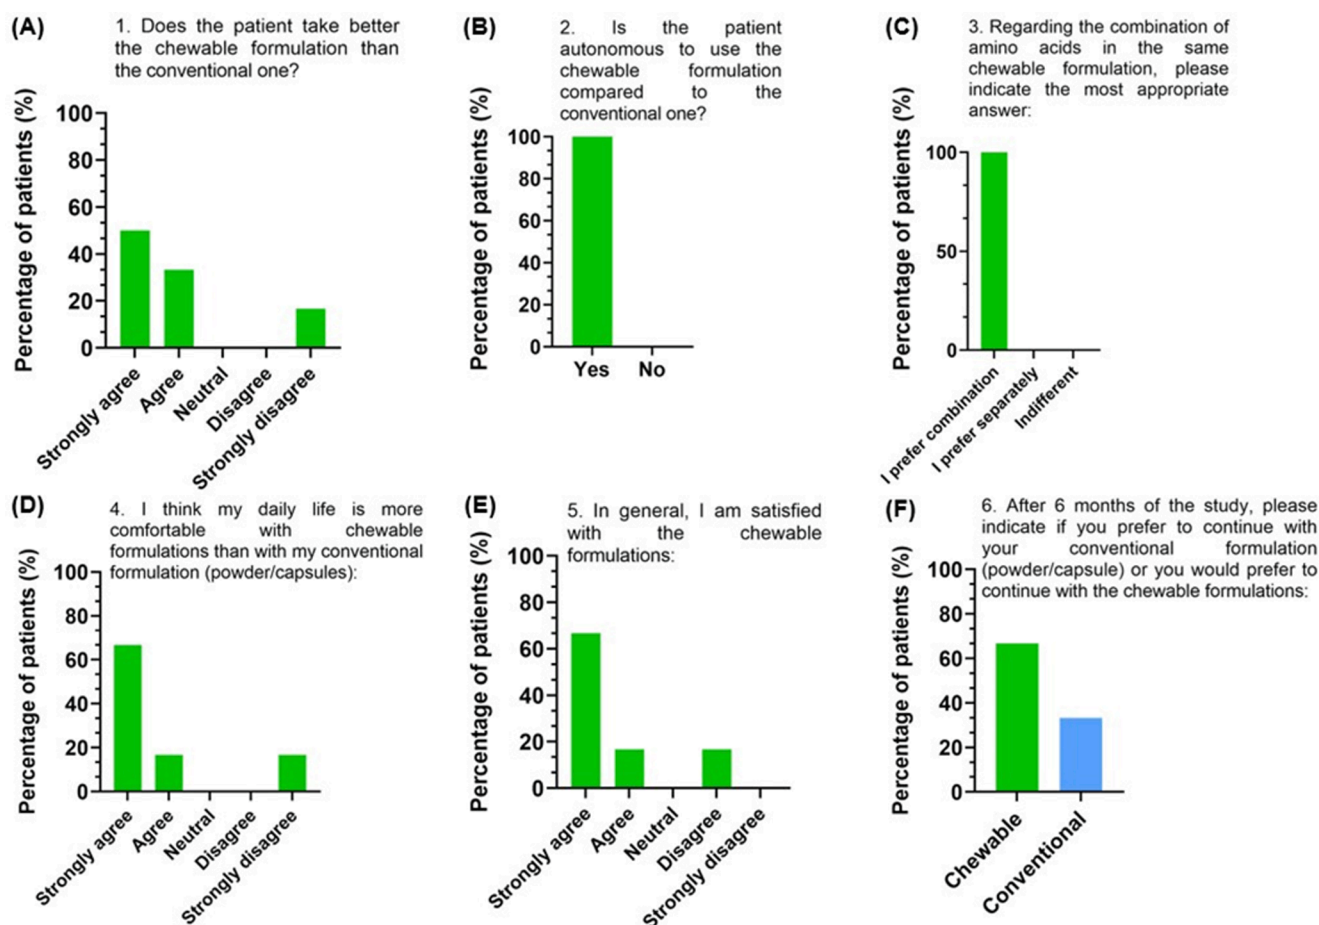 (A)
1. Does the patient take better
the chewable formulation than
the conventional one?
Percentage of patients (%)
100
80
60
40
20
0
Strongly agree
Agree
Neutral
Disagree
Strongly disagree
(B)
2. Is the patient
autonomous to use the
chewable formulation
compared to the
conventional one?
Percentage of patients (%)
100
80
60
40
20
0
Yes
No
(C)
3. Regarding the combination of
amino acids in the same
chewable formulation, please
indicate the most appropriate
answer:
Percentage of patients (%)
100
50
0
I prefer combination
I prefer separately
Indifferent
(D)
4. I think my daily life is more
comfortable with chewable
formulations than with my conventional
formulation (powder/capsules):
Percentage of patients (%)
100
80
60
40
20
0
Strongly agree
Agree
Neutral
Disagree
Strongly disagree
(E)
5. In general, I am satisfied
with the chewable
formulations:
Percentage of patients (%)
100
80
60
40
20
0
Strongly agree
Agree
Neutral
Disagree
Strongly disagree
(F)
6. After 6 months of the study, please
indicate if you prefer to continue with
your conventional formulation
(powder/capsule) or you would prefer to
continue with the chewable formulations:
Percentage of patients (%)
100
80
60
40
20
0
Chewable
Conventional